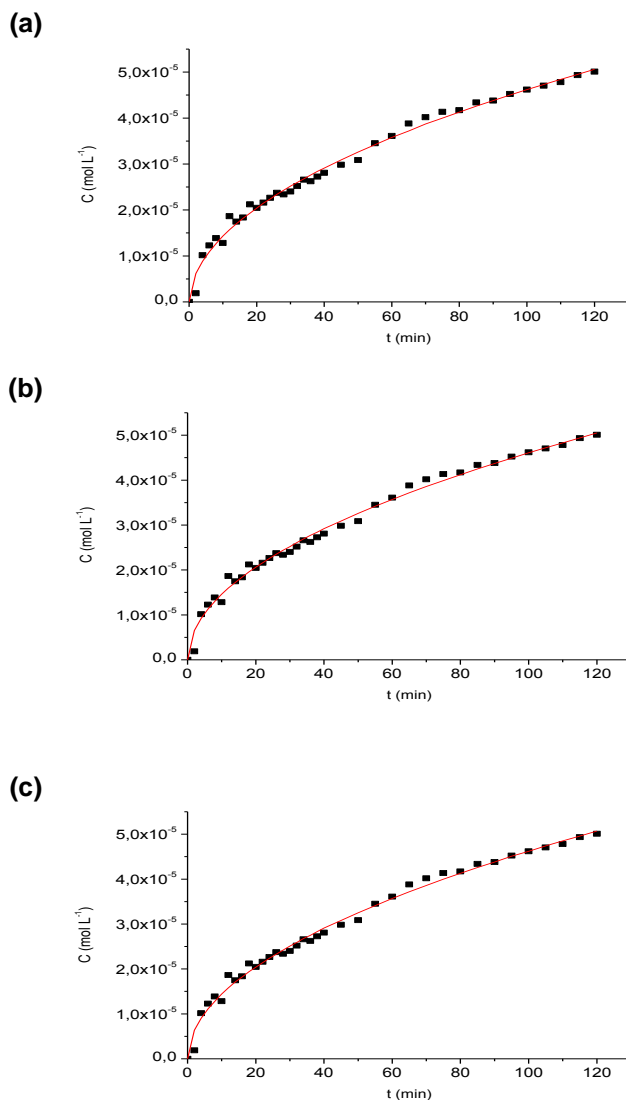 (a)
5,0x10⁻⁵
4,0x10⁻⁵
3,0x10⁻⁵
2,0x10⁻⁵
1,0x10⁻⁵
0,0
C (mol L⁻¹)
0 20 40 60 80 100 120
t (min)
(b)
5,0x10⁻⁵
4,0x10⁻⁵
3,0x10⁻⁵
2,0x10⁻⁵
1,0x10⁻⁵
0,0
C (mol L⁻¹)
0 20 40 60 80 100 120
t (min)
(c)
5,0x10⁻⁵
4,0x10⁻⁵
3,0x10⁻⁵
2,0x10⁻⁵
1,0x10⁻⁵
0,0
C (mol L⁻¹)
0 20 40 60 80 100 120
t (min)